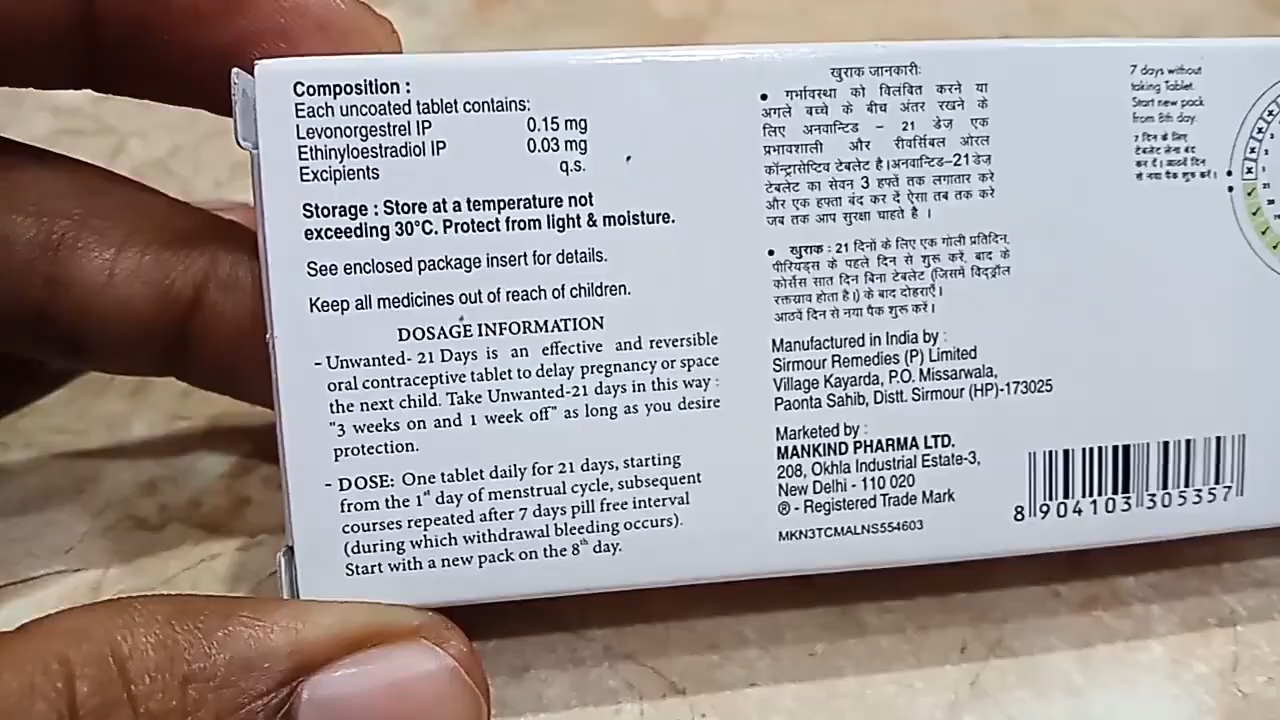 Composition :
Each uncoated tablet contains:
Levonorgestrel IP 0.15 mg
Ethinyloestradiol IP 0.03 mg
Excipients q.s.
Storage : Store at a temperature not
exceeding 30°C. Protect from light & moisture.
See enclosed package insert for details.
Keep all medicines out of reach of children.
DOSAGE INFORMATION
- Unwanted- 21 Days is an effective and reversible
oral contraceptive tablet to delay pregnancy or space
the next child. Take Unwanted-21 days in this way :
"3 weeks on and 1 week off" as long as you desire
protection.
- DOSE: One tablet daily for 21 days, starting
from the 1st day of menstrual cycle, subsequent
courses repeated after 7 days pill free interval
(during which withdrawal bleeding occurs).
Start with a new pack on the 8th day.
खुराक जानकारीः
• गर्भावस्था को विलंबित करने या
अगले बच्चे के बीच अंतर रखने के
लिए अनवान्टिड – 21 डेज़ एक
प्रभावशाली और रीवर्सिबल ओरल
कॉन्ट्रासेप्टिव टेबलेट है।अनवान्टिड–21 डेज़
टेबलेट का सेवन 3 हफ्तें तक लगातार करे
और एक हफ्ता बंद कर दें ऐसा तब तक करे
जब तक आप सुरक्षा चाहते है ।
• खुराक : 21 दिनों के लिए एक गोली प्रतिदिन,
पीरियड्स के पहले दिन से शुरू करें, बाद के
कोर्सेस सात दिन बिना टेबलेट (जिसमें विद्ड्रॉल
रक्तस्राव होता है।) के बाद दोहराएँ।
आठवें दिन से नया पैक शुरू करें।
Manufactured in India by :
Sirmour Remedies (P) Limited
Village Kayarda, P.O. Missarwala,
Paonta Sahib, Distt. Sirmour (HP)-173025
Marketed by :
MANKIND PHARMA LTD.
208, Okhla Industrial Estate-3,
New Delhi - 110 020
® - Registered Trade Mark
MKN3TCMALNS554603
7 days without
taking Tablet.
Start new pack
from 8th day.
7 दिन के लिए
टेबलेट लेना बंद
कर दें। आठवें दिन
से नया पैक शुरू करें।
8 904103 305357